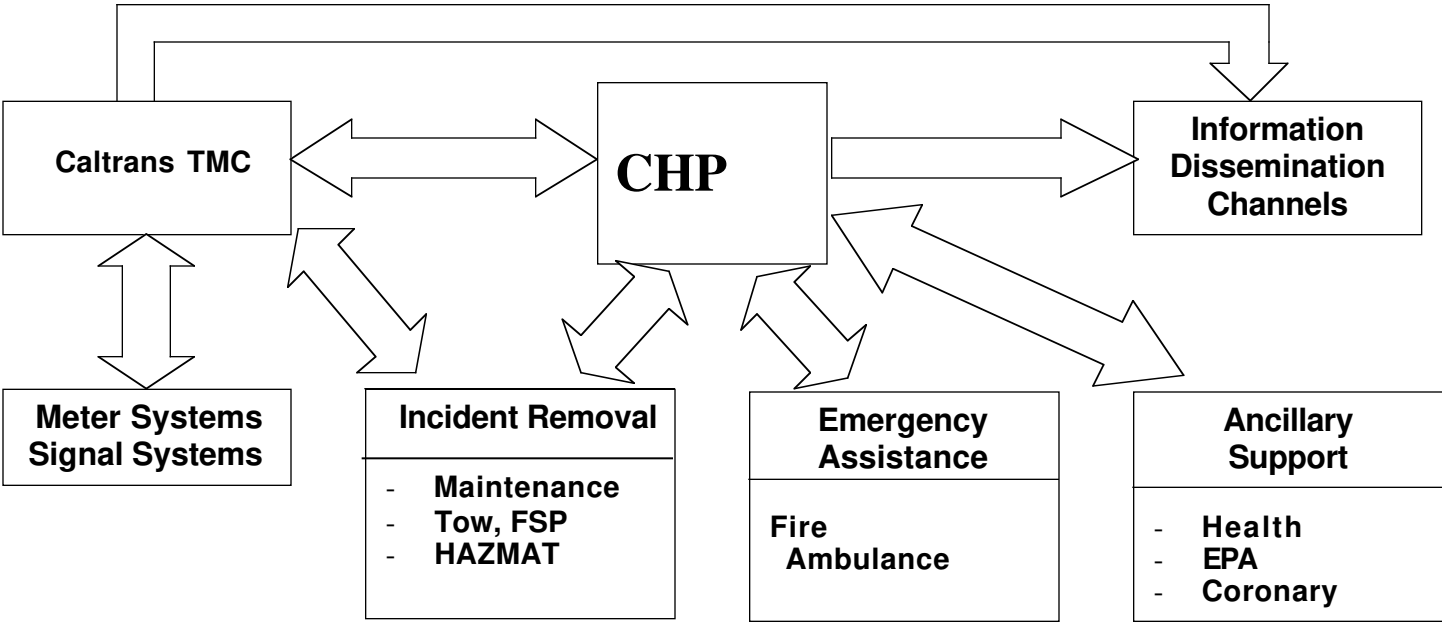 Caltrans TMC
CHP
Information
Dissemination
Channels
Meter Systems
Signal Systems
Incident Removal
- Maintenance
- Tow, FSP
- HAZMAT
Emergency
Assistance
Fire
Ambulance
Ancillary
Support
- Health
- EPA
- Coronary